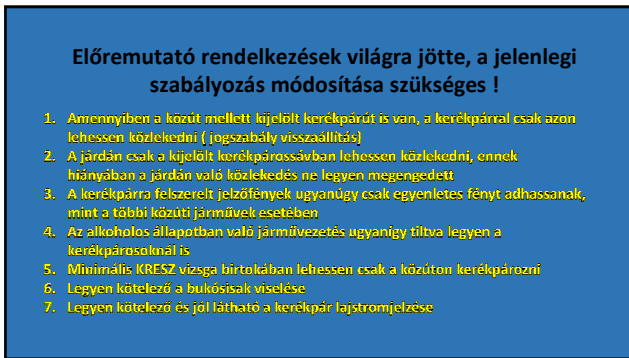 Előremutató rendelkezések világra jötte, a jelenlegi
szabályozás módosítása szükséges !
1. Amennyiben a közút mellett kijelölt kerékpárút is van, a kerékpárral csak azon
lehessen közlekedni ( jogszabály visszaállítás)
2. A járdán csak a kijelölt kerékpárossávban lehessen közlekedni, ennek
hiányában a járdán való közlekedés ne legyen megengedett
3. A kerékpárra felszerelt jelzőfények ugyanúgy csak egyenletes fényt adhassanak,
mint a többi közúti járművek esetében
4. Az alkoholos állapotban való járművezetés ugyanígy tiltva legyen a
kerékpárosoknál is
5. Minimális KRESZ vizsga birtokában lehessen csak a közúton kerékpározni
6. Legyen kötelező a bukósisak viselése
7. Legyen kötelező és jól látható a kerékpár lajstromjelzése